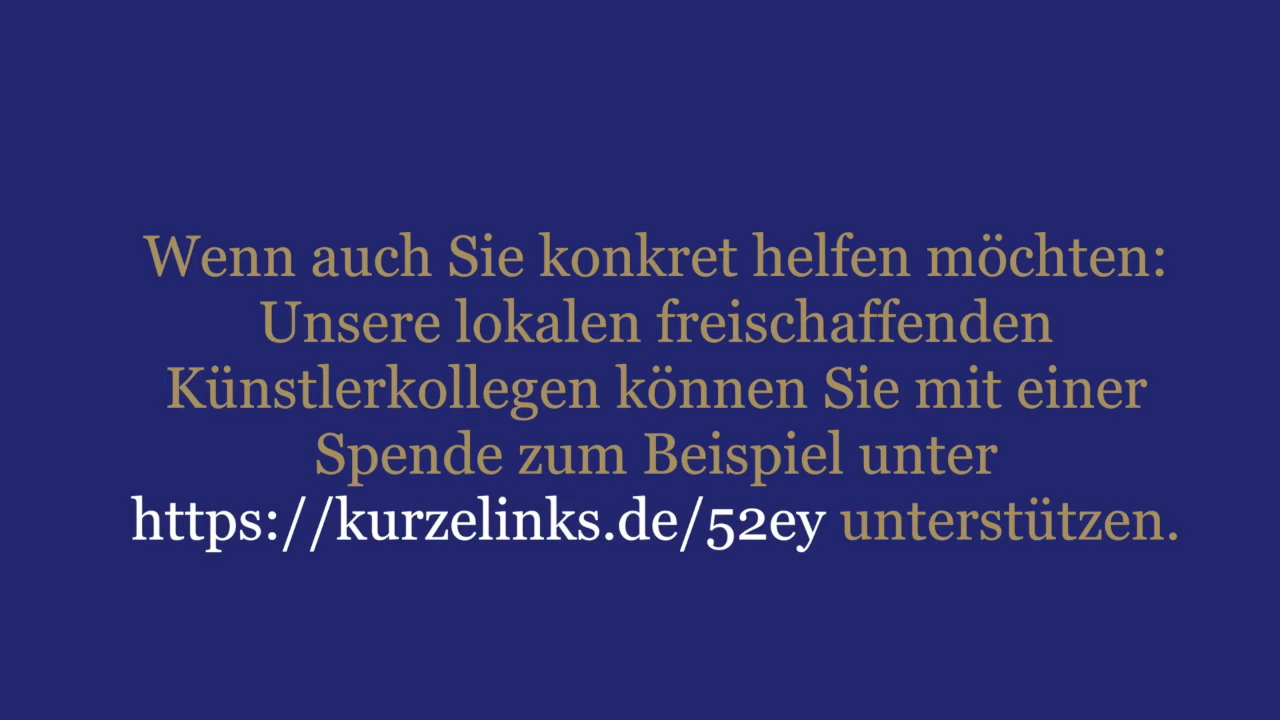 Wenn auch Sie konkret helfen möchten:
Unsere lokalen freischaffenden
Künstlerkollegen können Sie mit einer
Spende zum Beispiel unter
https://kurzelinks.de/52ey unterstützen.